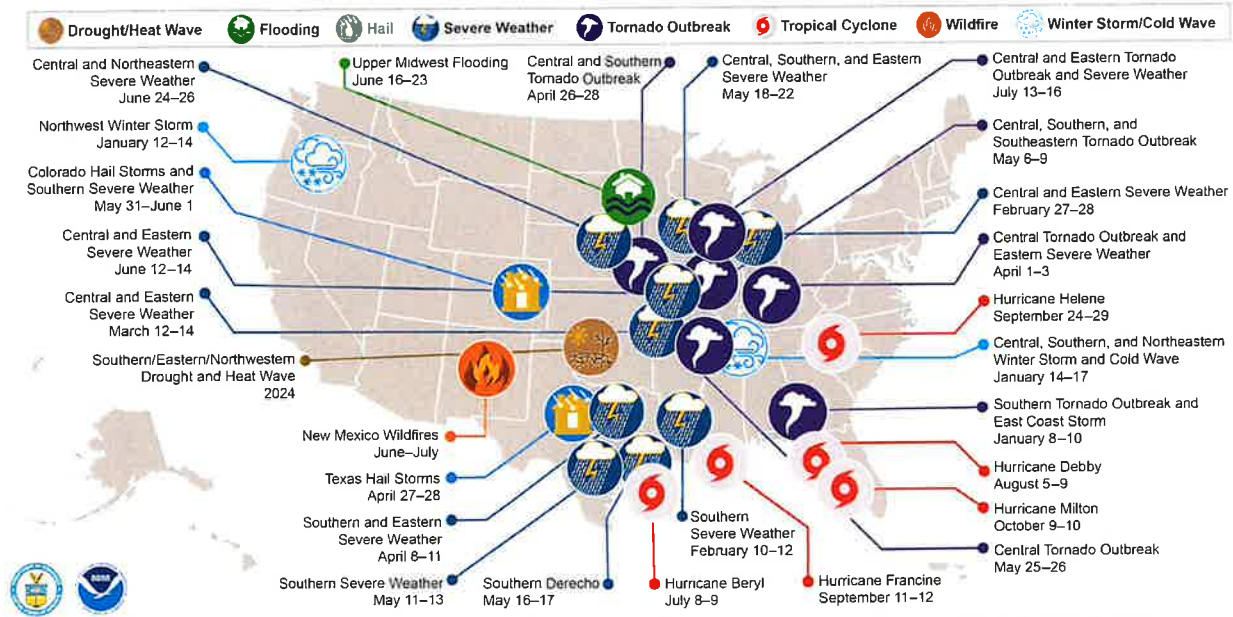 Drought/Heat Wave
Flooding
Hail
Severe Weather
Tornado Outbreak
Tropical Cyclone
Wildfire
Winter Storm/Cold Wave
Central and Northeastern
Severe Weather
June 24–26
Upper Midwest Flooding
June 16–23
Central and Southern
Tornado Outbreak
April 26–28
Central, Southern, and Eastern
Severe Weather
May 18–22
Central and Eastern Tornado
Outbreak and Severe Weather
July 13–16
Northwest Winter Storm
January 12–14
Central, Southern, and
Southeastern Tornado Outbreak
May 6–9
Colorado Hail Storms and
Southern Severe Weather
May 31–June 1
Central and Eastern Severe Weather
February 27–28
Central and Eastern
Severe Weather
June 12–14
Central Tornado Outbreak and
Eastern Severe Weather
April 1–3
Central and Eastern
Severe Weather
March 12–14
Hurricane Helene
September 24–29
Southern/Eastern/Northwestern
Drought and Heat Wave
2024
Central, Southern, and Northeastern
Winter Storm and Cold Wave
January 14–17
New Mexico Wildfires
June–July
Southern Tornado Outbreak and
East Coast Storm
January 8–10
Texas Hail Storms
April 27–28
Hurricane Debby
August 5–9
Southern and Eastern
Severe Weather
April 8–11
Southern
Severe Weather
February 10–12
Hurricane Milton
October 9–10
Central Tornado Outbreak
May 25–26
Southern Severe Weather
May 11–13
Southern Derecho
May 16–17
Hurricane Beryl
July 8–9
Hurricane Francine
September 11–12